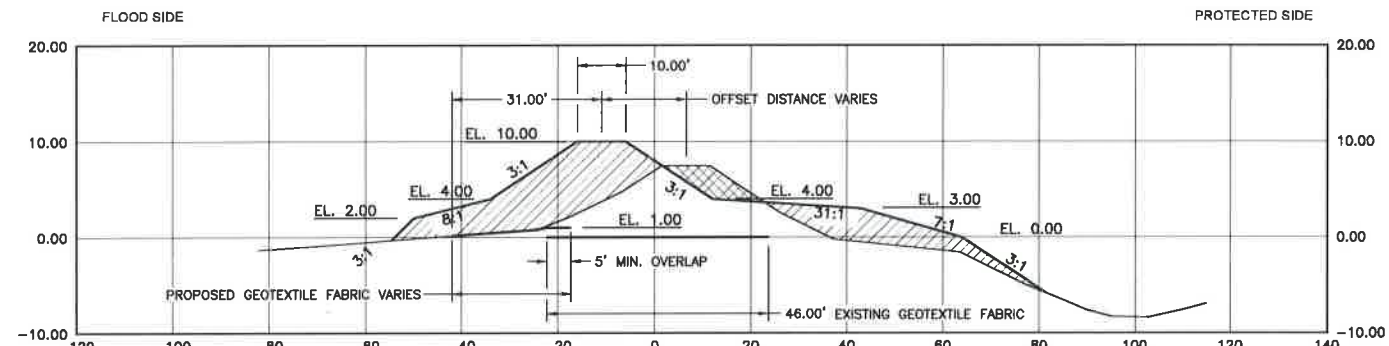 FLOOD SIDE
PROTECTED SIDE
20.00
20.00
10.00'
31.00'
OFFSET DISTANCE VARIES
EL. 10.00
10.00
10.00
3:1
EL. 4.00
3:1
EL. 4.00
EL. 3.00
EL. 2.00
8:1
31:1
7:1
EL. 1.00
EL. 0.00
0.00
0.00
3:1
5' MIN. OVERLAP
3:1
PROPOSED GEOTEXTILE FABRIC VARIES
46.00' EXISTING GEOTEXTILE FABRIC
-10.00
-10.00
120 100 80 60 40 20 0 20 40 60 80 100 120 140